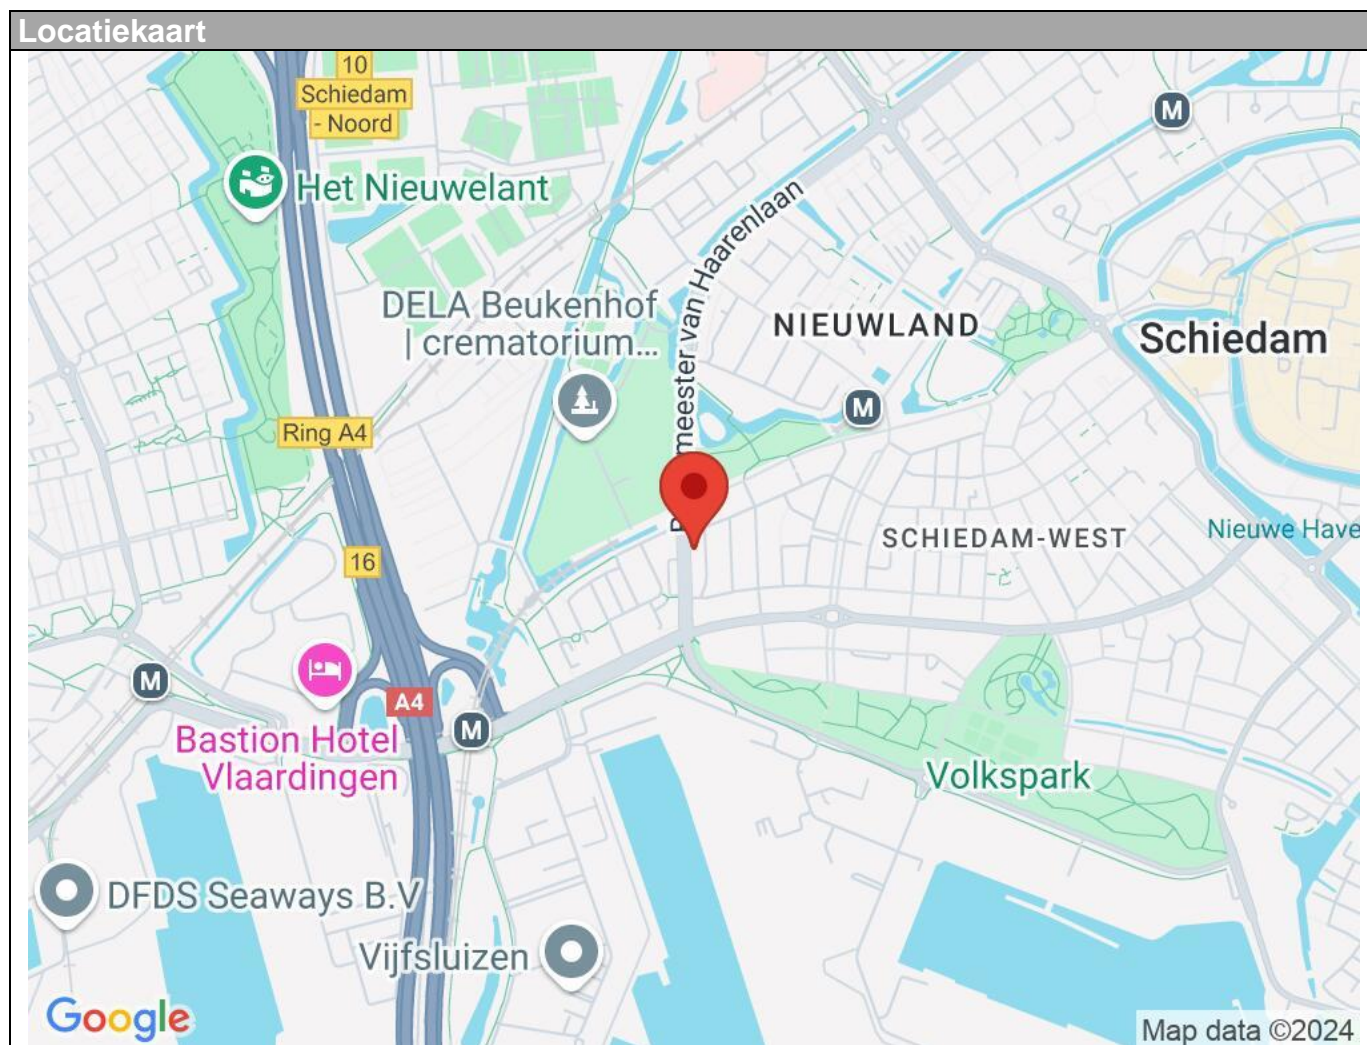 Locatiekaart
10
Schiedam
- Noord
M
Het Nieuwelant
meester van Haarenlaan
DELA Beukenhof
| crematorium...
NIEUWLAND
Schiedam
M
Ring A4
SCHIEDAM-WEST
Nieuwe Have
16
M
A4
M
Bastion Hotel
Vlaardingen
Volkspark
DFDS Seaways B.V
Vijfsluizen
Google
Map data ©2024